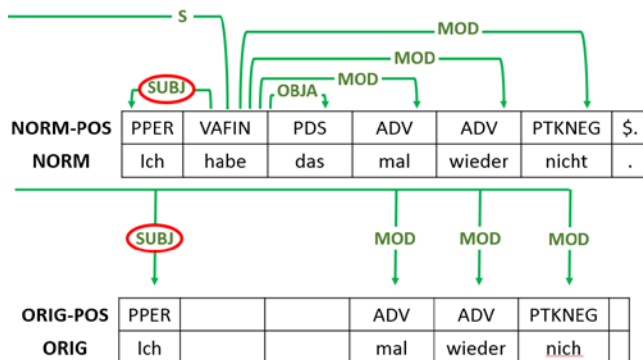 S
MOD
MOD
SUBJ MOD
OBJA
NORM-POS PPER VAFIN PDS ADV ADV PTKNEG $.
NORM Ich habe das mal wieder nicht .
SUBJ MOD MOD MOD
ORIG-POS PPER ADV ADV PTKNEG
ORIG Ich mal wieder nich